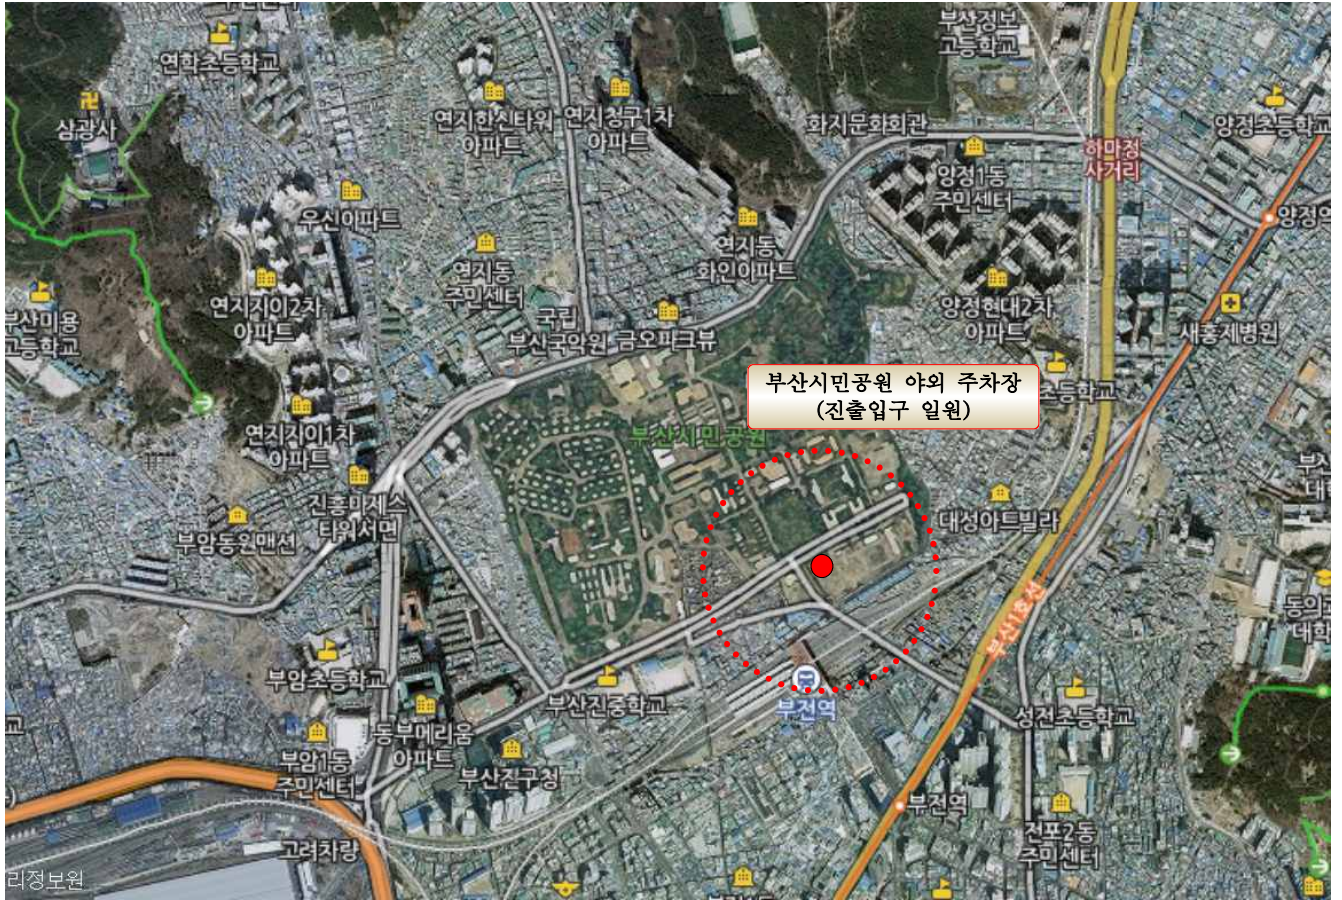 부산정보
고등학교
연학초등학교
연지한신타워
아파트
연지청구1차
아파트
화지문화회관
양정초등학교
삼광사
하마정
사거리
양정1동
주민센터
우신아파트
양정역
연지동
화인아파트
연지동
주민센터
연지자이2차
아파트
양정현대2차
아파트
부산미용
고등학교
국립
부산국악원
금오파크뷰
새홍제병원
부산시민공원 야외 주차장
(진출입구 일원)
초등학교
연지자이1차
아파트
부산시민공원
진흥마제스
타워서면
대성아트빌라
부암동원맨션
부산1호선
동의과
대학
부암초등학교
부산진중학교
부전역
성전초등학교
동부메리움
아파트
부암1동
주민센터
부산진구청
부전역
전포2동
주민센터
고려차량
리정보원